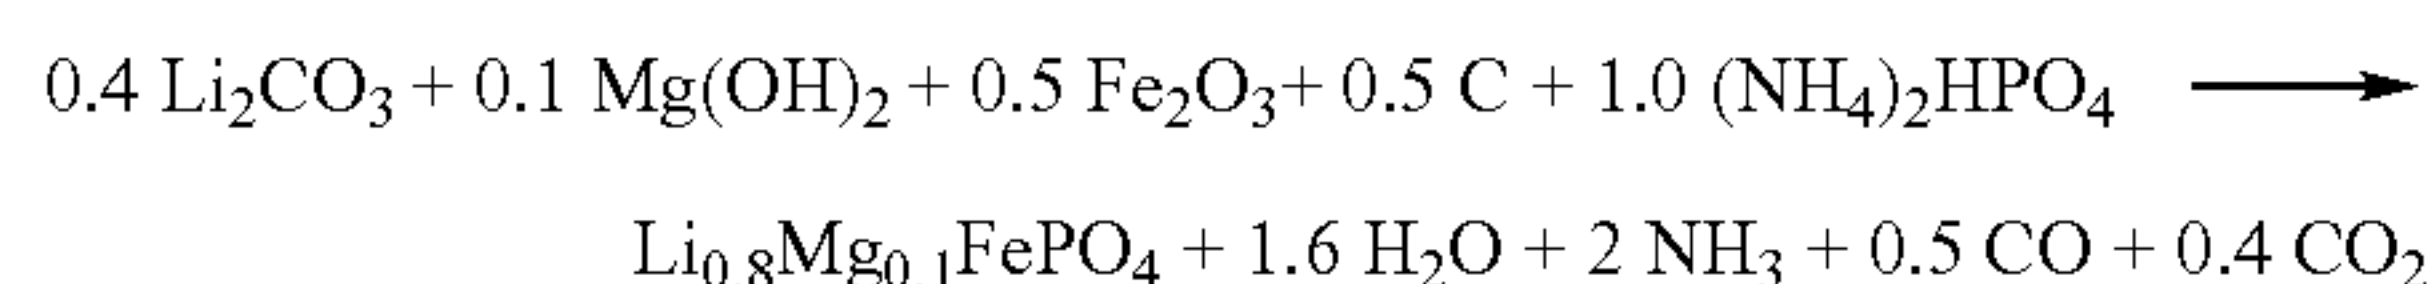 0.4 Li₂CO₃ + 0.1 Mg(OH)₂ + 0.5 Fe₂O₃+ 0.5 C + 1.0 (NH₄)₂HPO₄ ⟶
Li₀.₈Mg₀.₁FePO₄ + 1.6 H₂O + 2 NH₃ + 0.5 CO + 0.4 CO₂